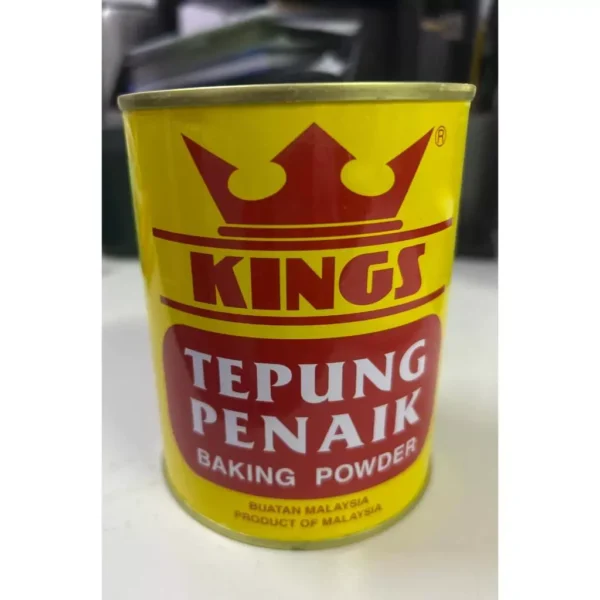 ®
KINGS
TEPUNG
PENAIK
BAKING POWDER
BUATAN MALAYSIA
PRODUCT OF MALAYSIA